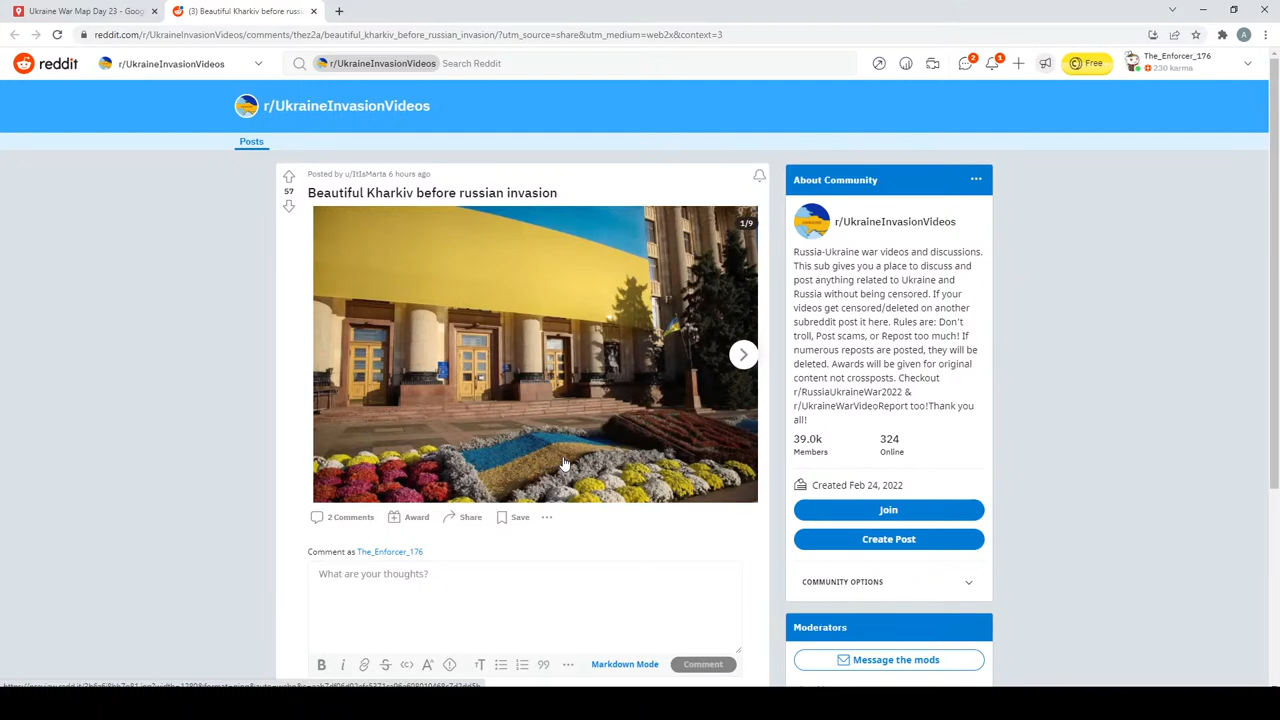 Ukraine War Map Day 23 - Goog
(3) Beautiful Kharkiv before russi
reddit.com/r/UkraineInvasionVideos/comments/thez2a/beautiful_kharkiv_before_russian_invasion/?utm_source=share&utm_medium=web2x&context=3
A
reddit
r/UkraineInvasionVideos
r/UkraineInvasionVideos
Search Reddit
2
1
Free
The_Enforcer_176
230 karma
r/UkraineInvasionVideos
Posts
Posted by u/ItIsMarta 6 hours ago
57
Beautiful Kharkiv before russian invasion
1/9
2 Comments
Award
Share
Save
Comment as The_Enforcer_176
What are your thoughts?
Markdown Mode
Comment
About Community
r/UkraineInvasionVideos
Russia-Ukraine war videos and discussions.
This sub gives you a place to discuss and
post anything related to Ukraine and
Russia without being censored. If your
videos get censored/deleted on another
subreddit post it here. Rules are: Don't
troll, Post scams, or Repost too much! If
numerous reposts are posted, they will be
deleted. Awards will be given for original
content not crossposts. Checkout
r/RussiaUkraineWar2022 &
r/UkraineWarVideoReport too!Thank you
all!
39.0k
Members
324
Online
Created Feb 24, 2022
Join
Create Post
COMMUNITY OPTIONS
Moderators
Message the mods